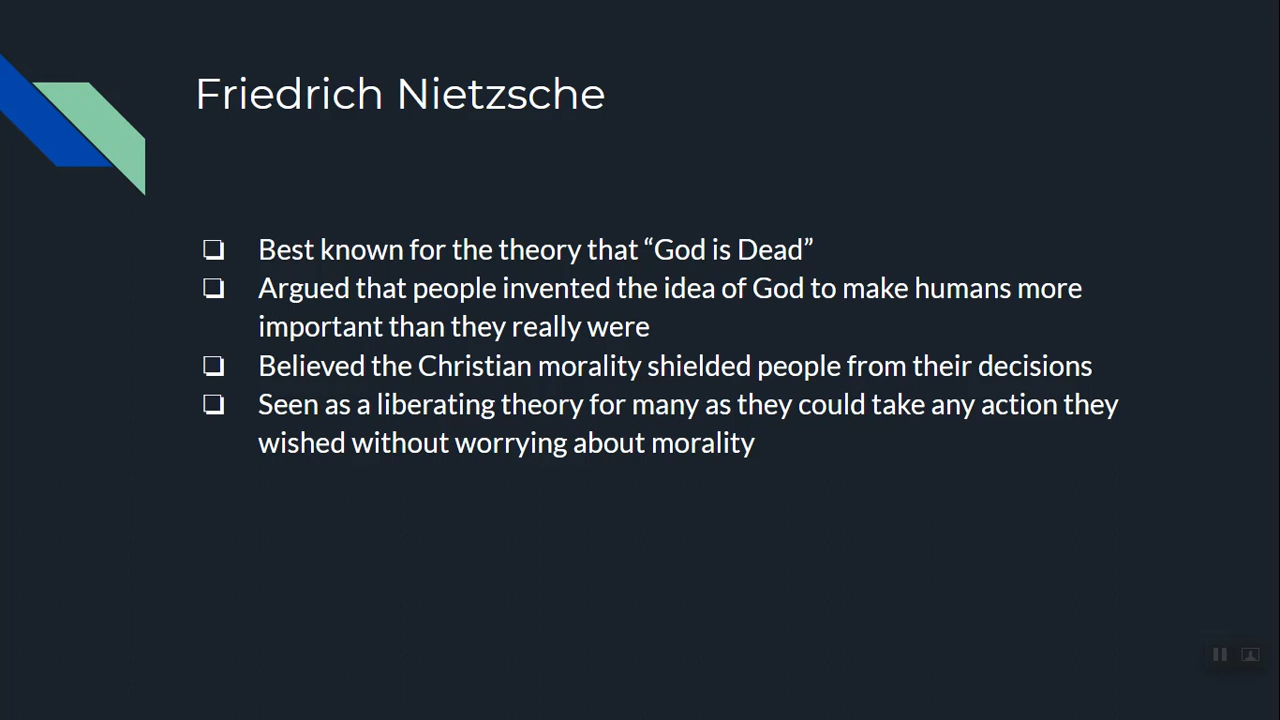 Friedrich Nietzsche
❏ Best known for the theory that “God is Dead”
❏ Argued that people invented the idea of God to make humans more
important than they really were
❏ Believed the Christian morality shielded people from their decisions
❏ Seen as a liberating theory for many as they could take any action they
wished without worrying about morality